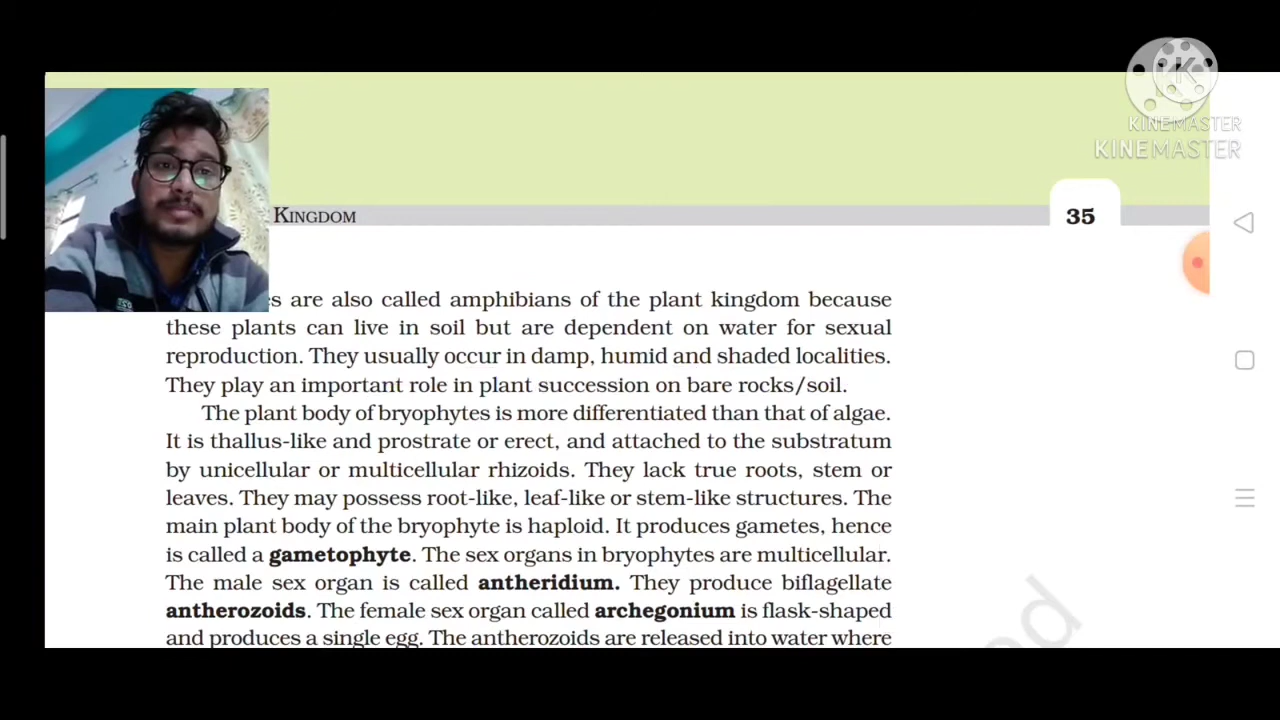 KINEMASTER
KINEMASTER
KINGDOM
35
are also called amphibians of the plant kingdom because
these plants can live in soil but are dependent on water for sexual
reproduction. They usually occur in damp, humid and shaded localities.
They play an important role in plant succession on bare rocks/soil.
The plant body of bryophytes is more differentiated than that of algae.
It is thallus-like and prostrate or erect, and attached to the substratum
by unicellular or multicellular rhizoids. They lack true roots, stem or
leaves. They may possess root-like, leaf-like or stem-like structures. The
main plant body of the bryophyte is haploid. It produces gametes, hence
is called a gametophyte. The sex organs in bryophytes are multicellular.
The male sex organ is called antheridium. They produce biflagellate
antherozoids. The female sex organ called archegonium is flask-shaped
and produces a single egg. The antherozoids are released into water where